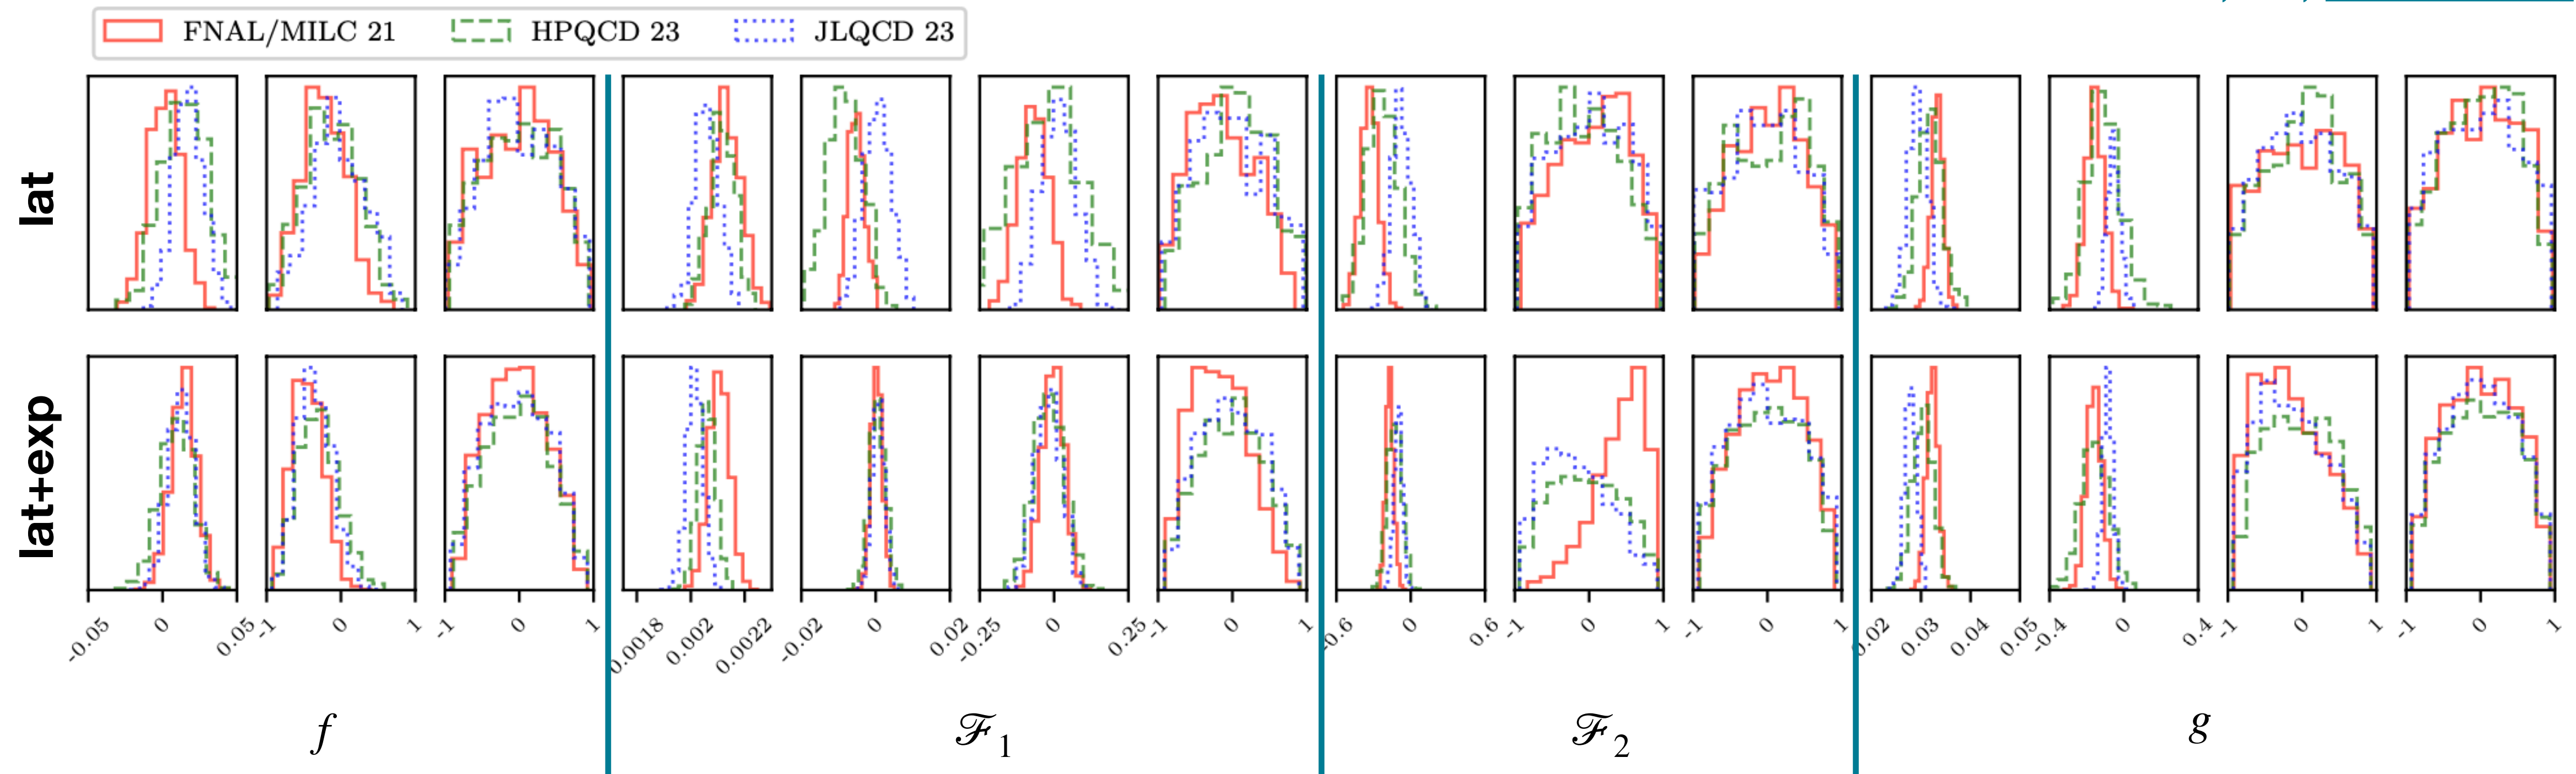 FNAL/MILC 21 HPQCD 23 JLQCD 23
lat
lat+exp
-0.05 0 0.05 -1 0 1 -1 0 1 0.0018 0.002 0.0022 -0.02 0 0.02 -0.25 0 0.25 -1 0 1 -0.6 0 0.6 -1 0 1 -1 0 1 0.02 0.03 0.04 0.05 -0.4 0 0.4 -1 0 1 -1 0 1
f ℱ1 ℱ2 g